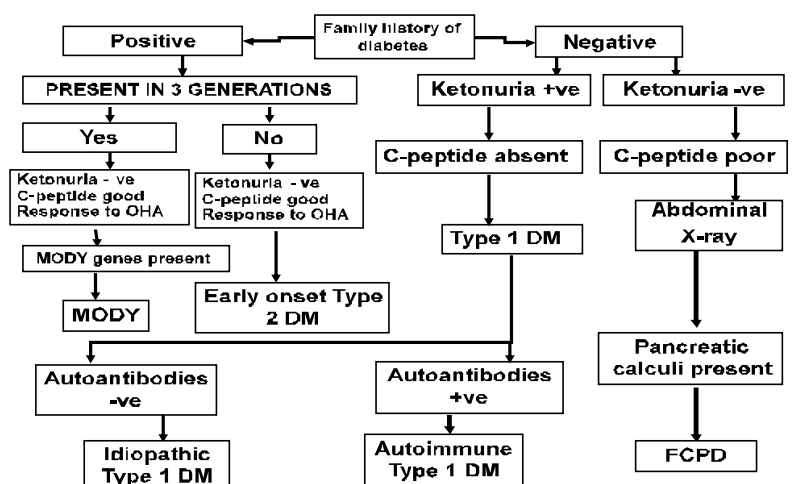 Family history of
diabetes
Positive
Negative
PRESENT IN 3 GENERATIONS
Ketonuria +ve
Ketonuria -ve
Yes
No
C-peptide absent
C-peptide poor
Ketonuria - ve
C-peptide good
Response to OHA
Ketonuria - ve
C-peptide good
Response to OHA
Type 1 DM
Abdominal
X-ray
MODY genes present
MODY
Early onset Type
2 DM
Pancreatic
calculi present
Autoantibodies
-ve
Autoantibodies
+ve
Idiopathic
Type 1 DM
Autoimmune
Type 1 DM
FCPD